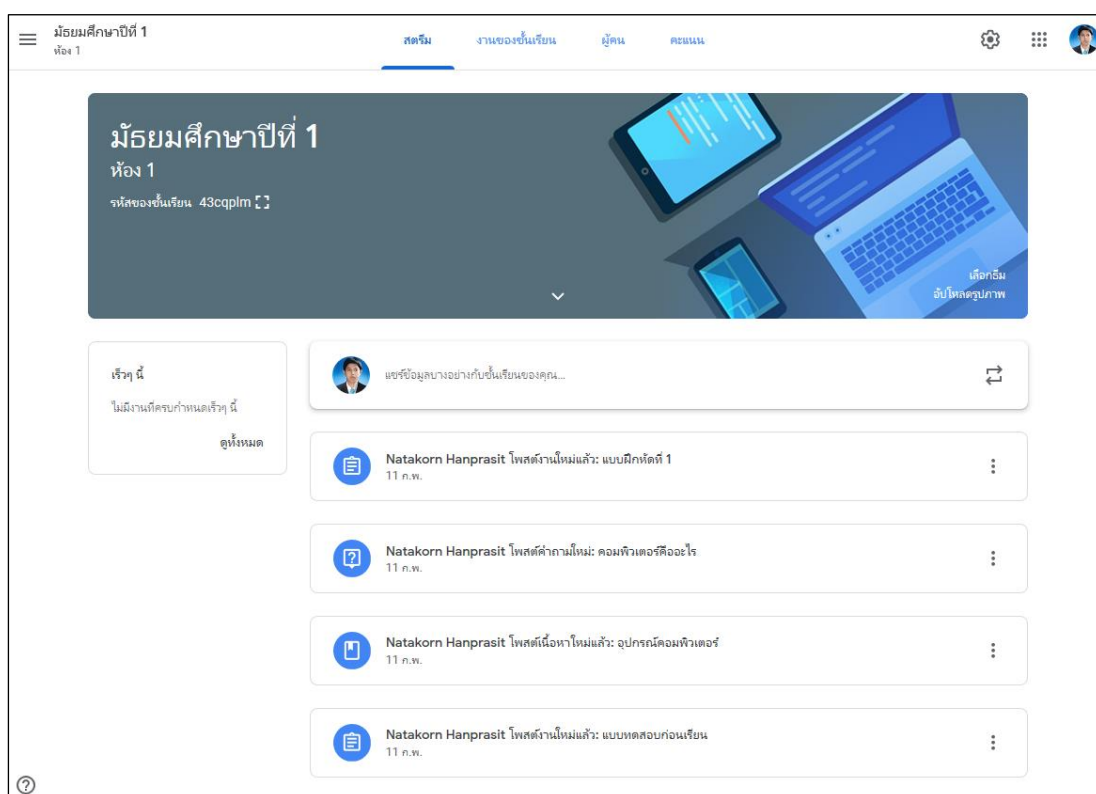 มัธยมศึกษาปีที่ 1
ห้อง 1
สตรีม
งานของชั้นเรียน
ผู้คน
คะแนน
มัธยมศึกษาปีที่ 1
ห้อง 1
รหัสของชั้นเรียน 43cqplm
เลือกธีม
อัปโหลดรูปภาพ
เร็วๆ นี้
ไม่มีงานที่ครบกำหนดเร็วๆ นี้
ดูทั้งหมด
แชร์ข้อมูลบางอย่างกับชั้นเรียนของคุณ...
Natakorn Hanprasit โพสต์งานใหม่แล้ว: แบบฝึกหัดที่ 1
11 ก.พ.
Natakorn Hanprasit โพสต์คำถามใหม่: คอมพิวเตอร์คืออะไร
11 ก.พ.
Natakorn Hanprasit โพสต์เนื้อหาใหม่แล้ว: อุปกรณ์คอมพิวเตอร์
11 ก.พ.
Natakorn Hanprasit โพสต์งานใหม่แล้ว: แบบทดสอบก่อนเรียน
11 ก.พ.